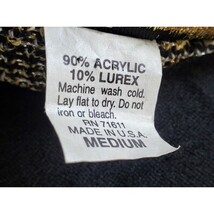 90% ACRYLIC
10% LUREX
Machine wash cold.
Lay flat to dry. Do not
iron or bleach.
RN 71611
MADE IN U.S.A.
MEDIUM